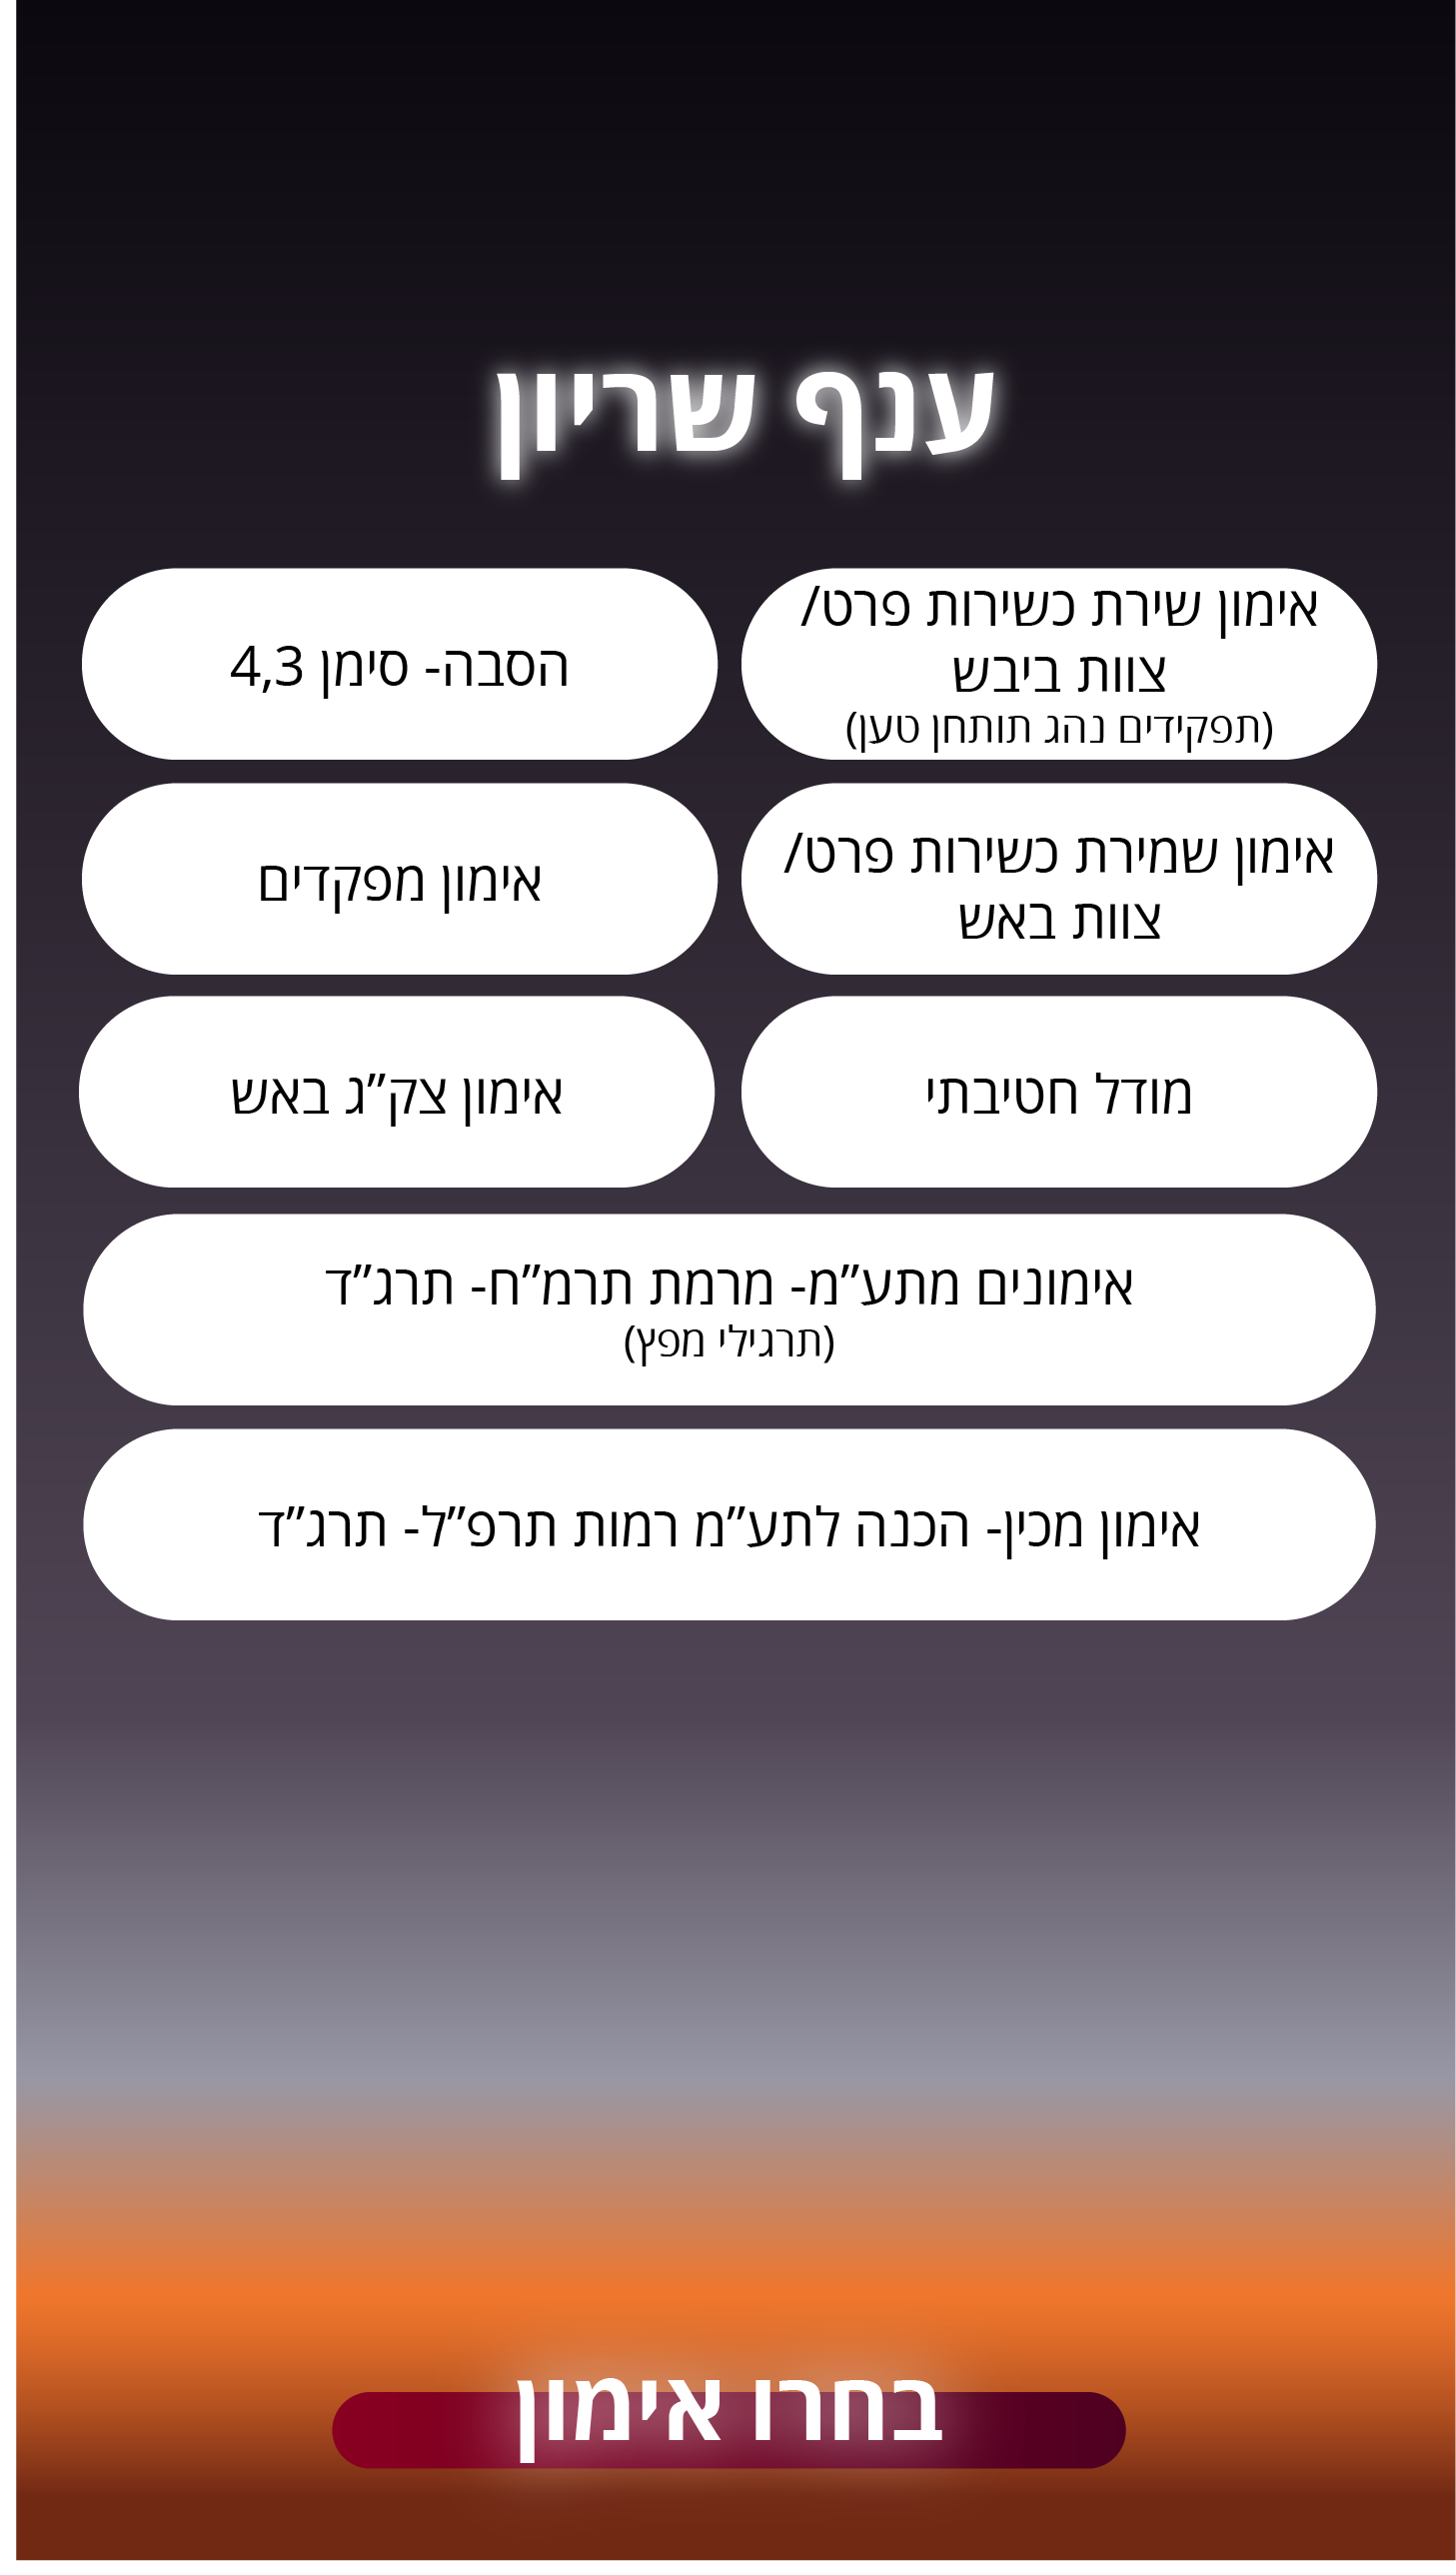 ענף שריון
אימון שירת כשירות פרט/
צוות ביבש
(תפקידים נהג תותחן טען)
הסבה- סימן 4,3
אימון שמירת כשירות פרט/
צוות באש
אימון מפקדים
מודל חטיבתי
אימון צק״ג באש
אימונים מתע״מ- מרמת תרמ״ח- תרג״ד
(תרגילי מפץ)
אימון מכין- הכנה לתע״מ רמות תרפ״ל- תרג״ד
בחרו אימון